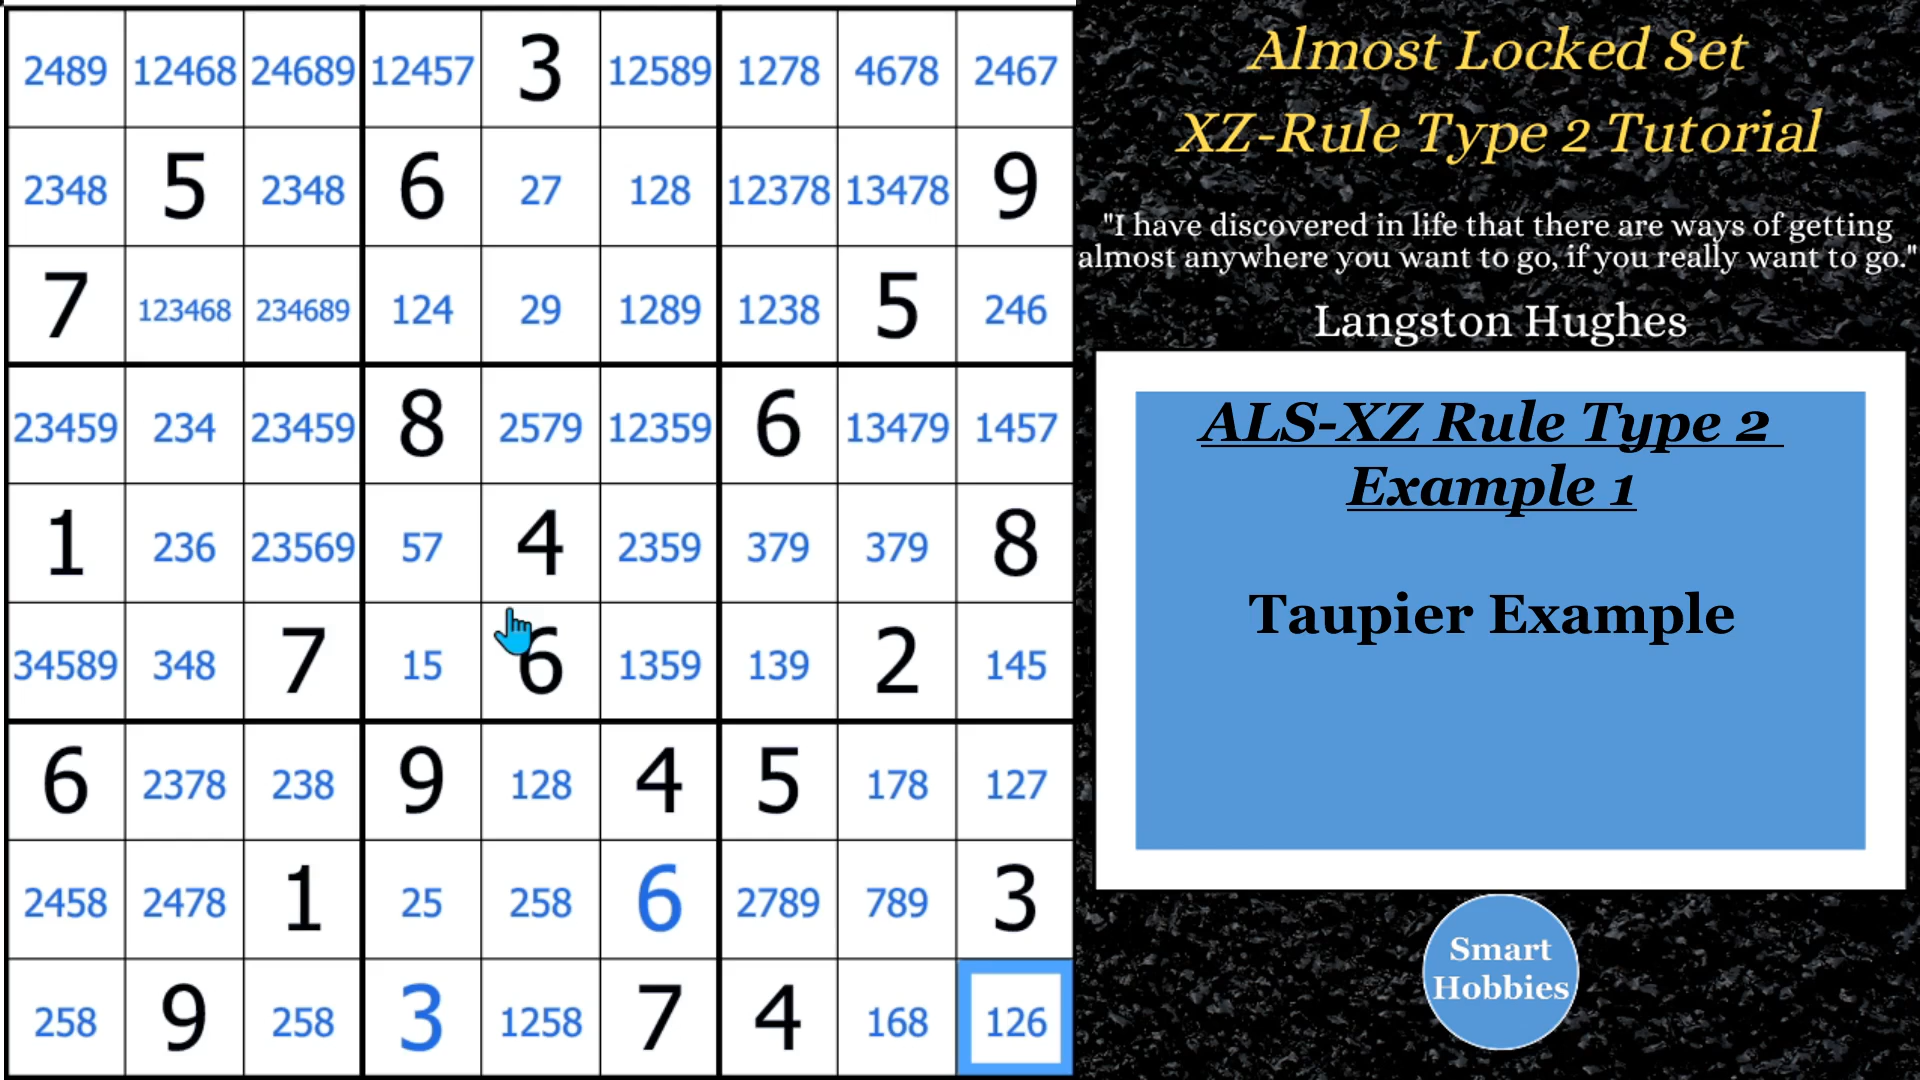 2489 12468 24689 12457 3 12589 1278 4678 2467
2348 5 2348 6 27 128 12378 13478 9
7 123468 234689 124 29 1289 1238 5 246
23459 234 23459 8 2579 12359 6 13479 1457
1 236 23569 57 4 2359 379 379 8
34589 348 7 15 6 1359 139 2 145
6 2378 238 9 128 4 5 178 127
2458 2478 1 25 258 6 2789 789 3
258 9 258 3 1258 7 4 168 126
Almost Locked Set
XZ-Rule Type 2 Tutorial
"I have discovered in life that there are ways of getting
almost anywhere you want to go, if you really want to go."
Langston Hughes
ALS-XZ Rule Type 2
Example 1
Taupier Example
Smart
Hobbies